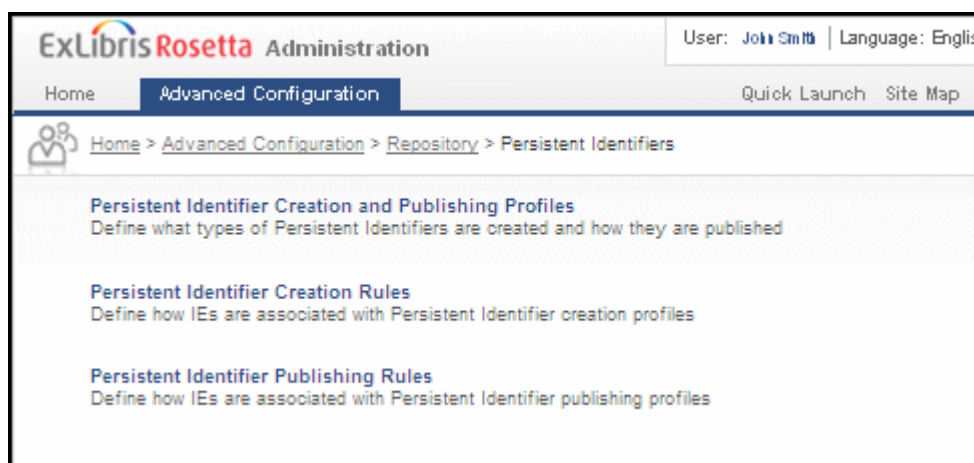 ExLibris Rosetta Administration
User: John Smith | Language: Englis
Home Advanced Configuration Quick Launch Site Map
Home > Advanced Configuration > Repository > Persistent Identifiers
Persistent Identifier Creation and Publishing Profiles
Define what types of Persistent Identifiers are created and how they are published
Persistent Identifier Creation Rules
Define how IEs are associated with Persistent Identifier creation profiles
Persistent Identifier Publishing Rules
Define how IEs are associated with Persistent Identifier publishing profiles